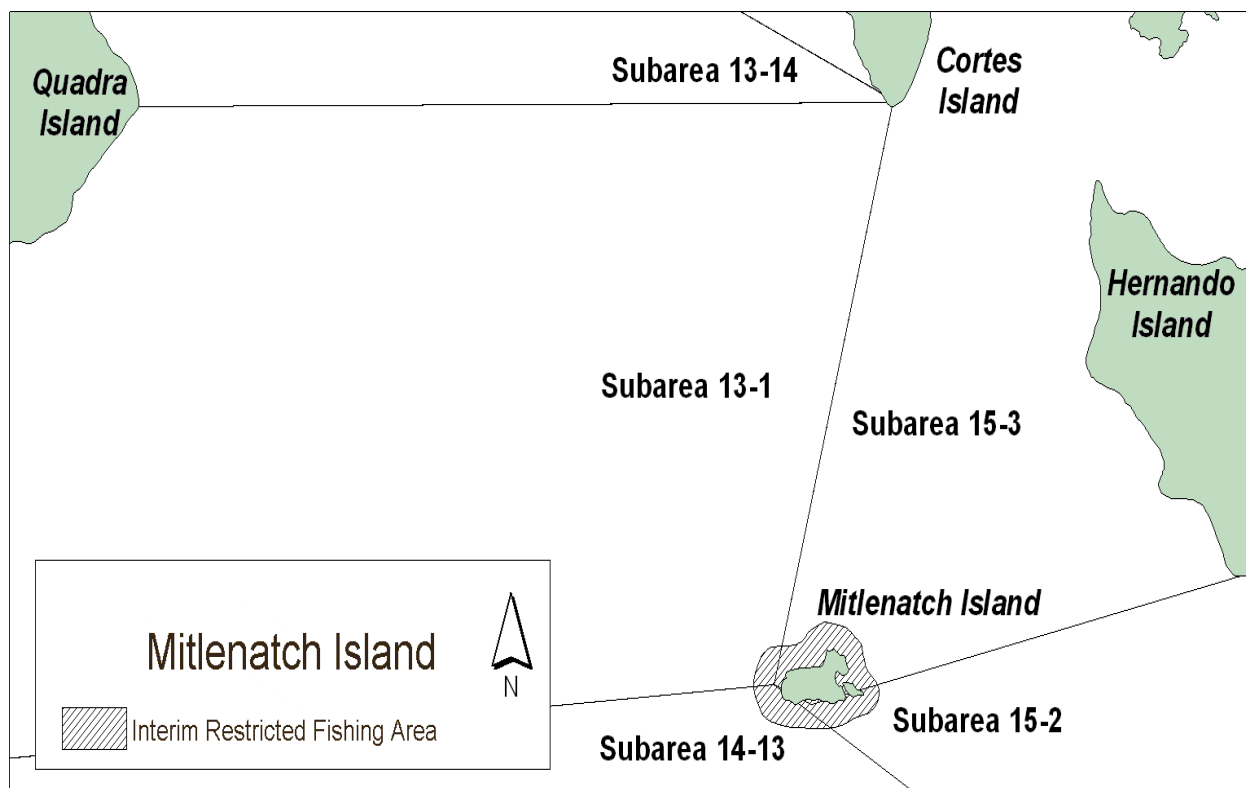 Quadra
Island
Subarea 13-14
Cortes
Island
Hernando
Island
Subarea 13-1
Subarea 15-3
Mitlenatch Island
Subarea 15-2
Subarea 14-13
Mitlenatch Island
N
Interim Restricted Fishing Area